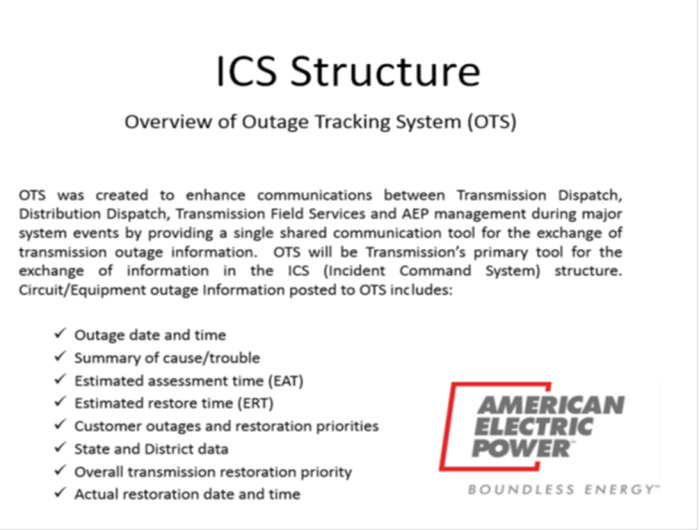 ICS Structure
Overview of Outage Tracking System (OTS)
OTS was created to enhance communications between Transmission Dispatch,
Distribution Dispatch, Transmission Field Services and AEP management during major
system events by providing a single shared communication tool for the exchange of
transmission outage information. OTS will be Transmission's primary tool for the
exchange of information in the ICS (Incident Command System) structure.
Circuit/Equipment outage Information posted to OTS includes:
✓ Outage date and time
✓ Summary of cause/trouble
✓ Estimated assessment time (EAT)
✓ Estimated restore time (ERT)
✓ Customer outages and restoration priorities
✓ State and District data
✓ Overall transmission restoration priority
✓ Actual restoration date and time
AMERICAN
ELECTRIC
POWER
BOUNDLESS ENERGY℠